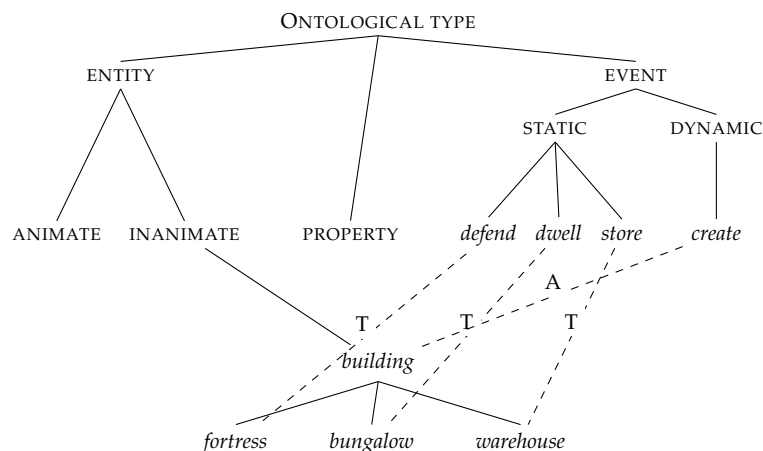 ONTOLOGICAL TYPE
ENTITY EVENT
STATIC DYNAMIC
ANIMATE INANIMATE PROPERTY defend dwell store create
A
T T T
building
fortress bungalow warehouse